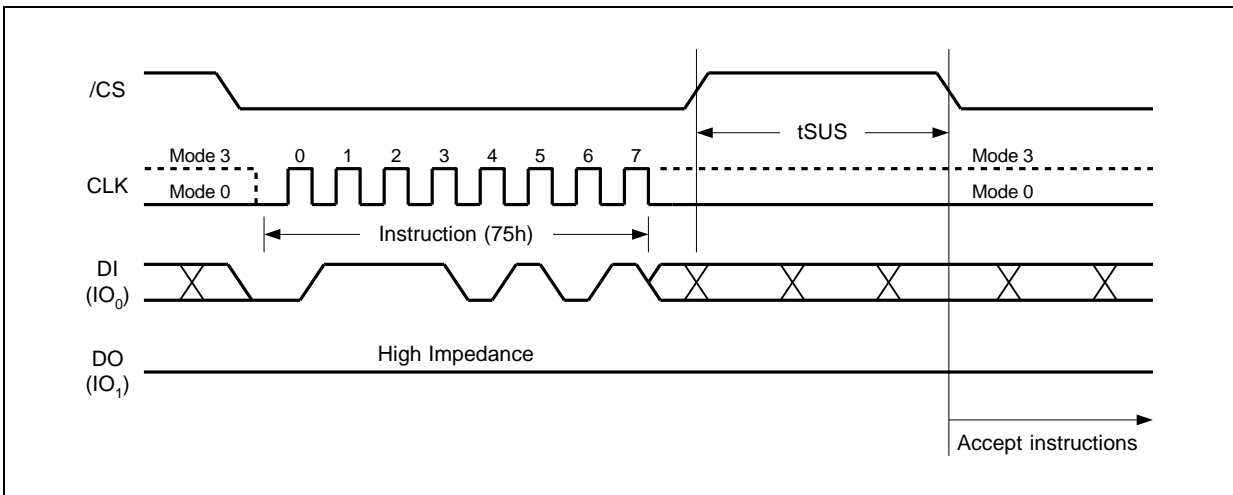 /CS
tSUS
Mode 3 0 1 2 3 4 5 6 7 Mode 3
CLK
Mode 0 Mode 0
Instruction (75h)
DI
(IO0)
High Impedance
DO
(IO1)
Accept instructions